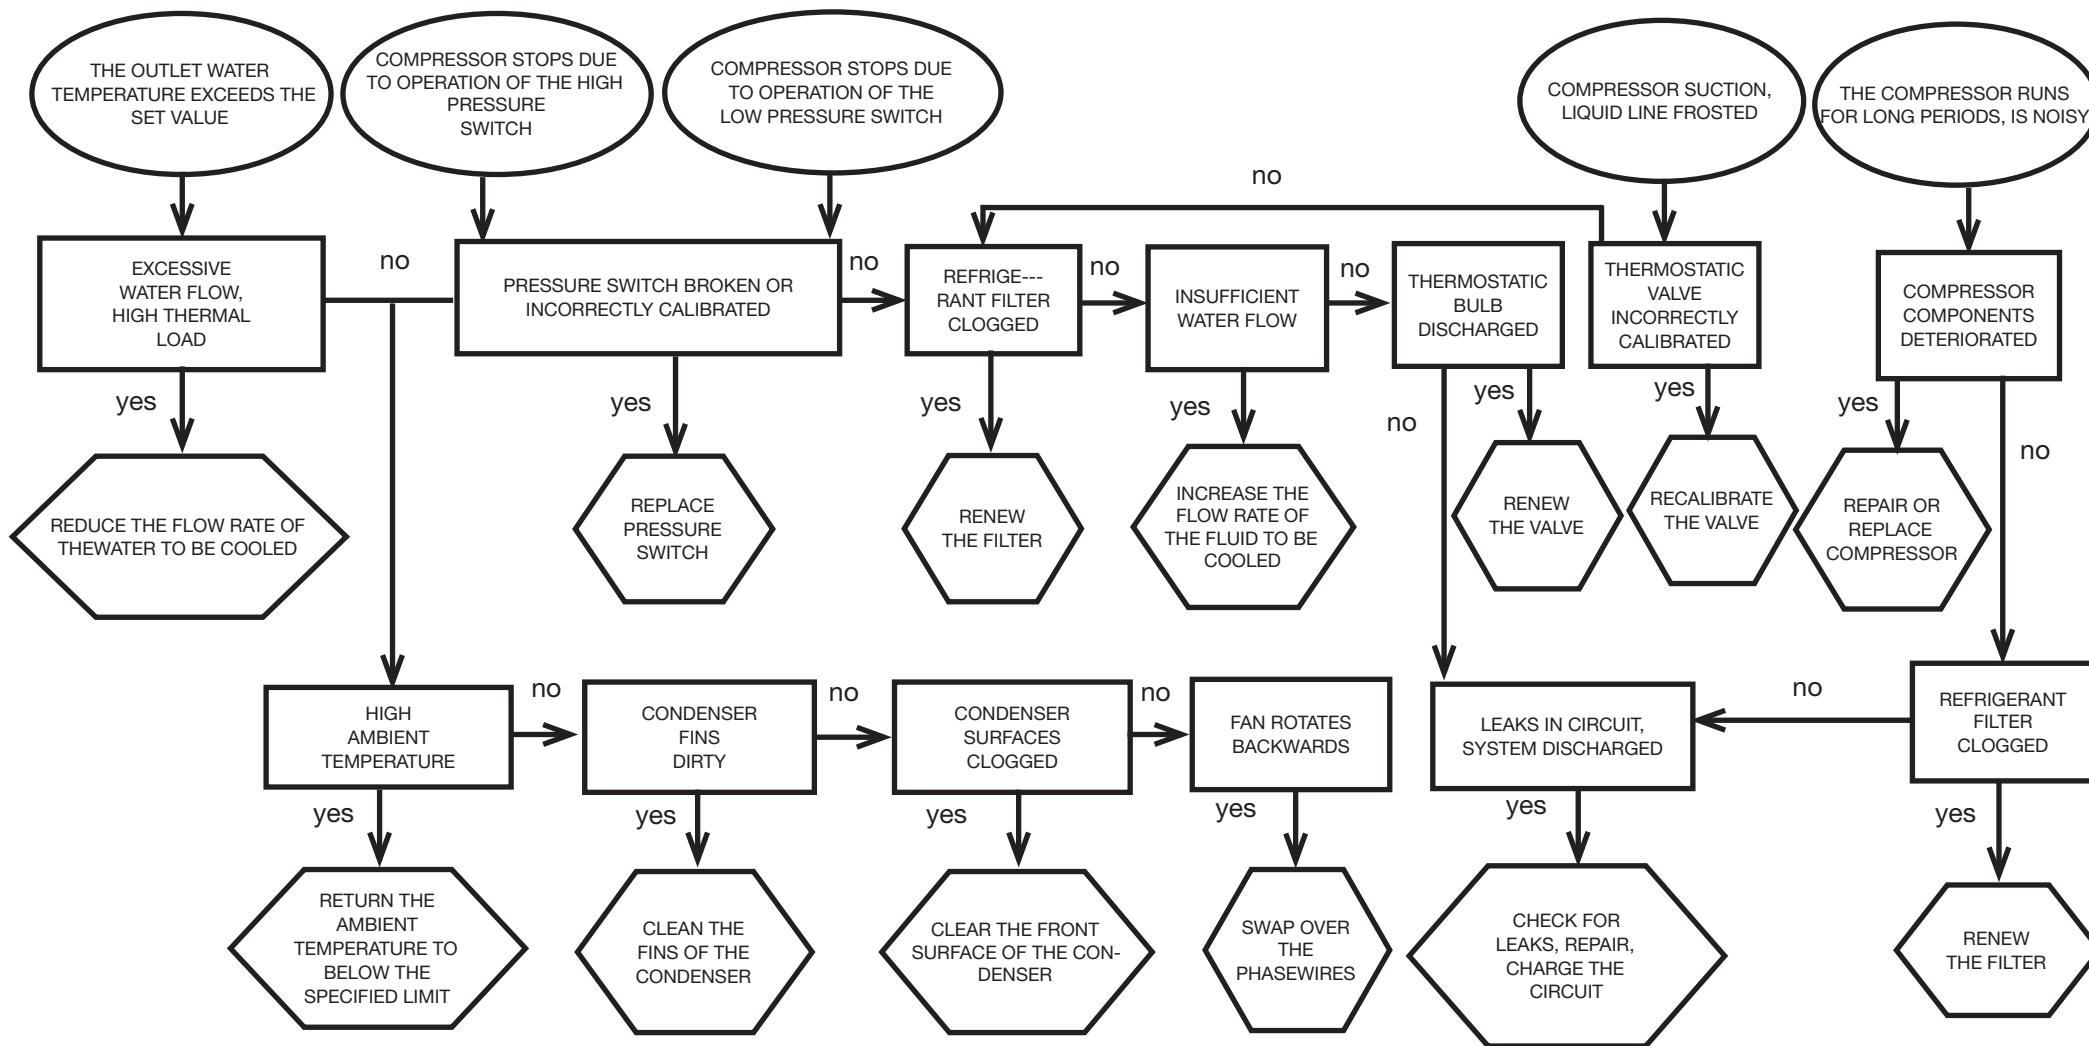 THE OUTLET WATER
TEMPERATURE EXCEEDS THE
SET VALUE
COMPRESSOR STOPS DUE
TO OPERATION OF THE HIGH
PRESSURE
SWITCH
COMPRESSOR STOPS DUE
TO OPERATION OF THE
LOW PRESSURE SWITCH
COMPRESSOR SUCTION,
LIQUID LINE FROSTED
THE COMPRESSOR RUNS
FOR LONG PERIODS, IS NOISY
no
EXCESSIVE
WATER FLOW,
HIGH THERMAL
LOAD
no
PRESSURE SWITCH BROKEN OR
INCORRECTLY CALIBRATED
no
REFRIGE---
RANT FILTER
CLOGGED
no
INSUFFICIENT
WATER FLOW
no
THERMOSTATIC
BULB
DISCHARGED
THERMOSTATIC
VALVE
INCORRECTLY
CALIBRATED
COMPRESSOR
COMPONENTS
DETERIORATED
yes
yes
yes
yes
no
yes
yes
yes
no
REDUCE THE FLOW RATE OF
THEWATER TO BE COOLED
REPLACE
PRESSURE
SWITCH
RENEW
THE FILTER
INCREASE THE
FLOW RATE OF
THE FLUID TO BE
COOLED
RENEW
THE VALVE
RECALIBRATE
THE VALVE
REPAIR OR
REPLACE
COMPRESSOR
HIGH
AMBIENT
TEMPERATURE
no
CONDENSER
FINS
DIRTY
no
CONDENSER
SURFACES
CLOGGED
no
FAN ROTATES
BACKWARDS
LEAKS IN CIRCUIT,
SYSTEM DISCHARGED
no
REFRIGERANT
FILTER
CLOGGED
yes
yes
yes
yes
yes
yes
RETURN THE
AMBIENT
TEMPERATURE TO
BELOW THE
SPECIFIED LIMIT
CLEAN THE
FINS OF THE
CONDENSER
CLEAR THE FRONT
SURFACE OF THE CON-
DENSER
SWAP OVER
THE
PHASEWIRES
CHECK FOR
LEAKS, REPAIR,
CHARGE THE
CIRCUIT
RENEW
THE FILTER